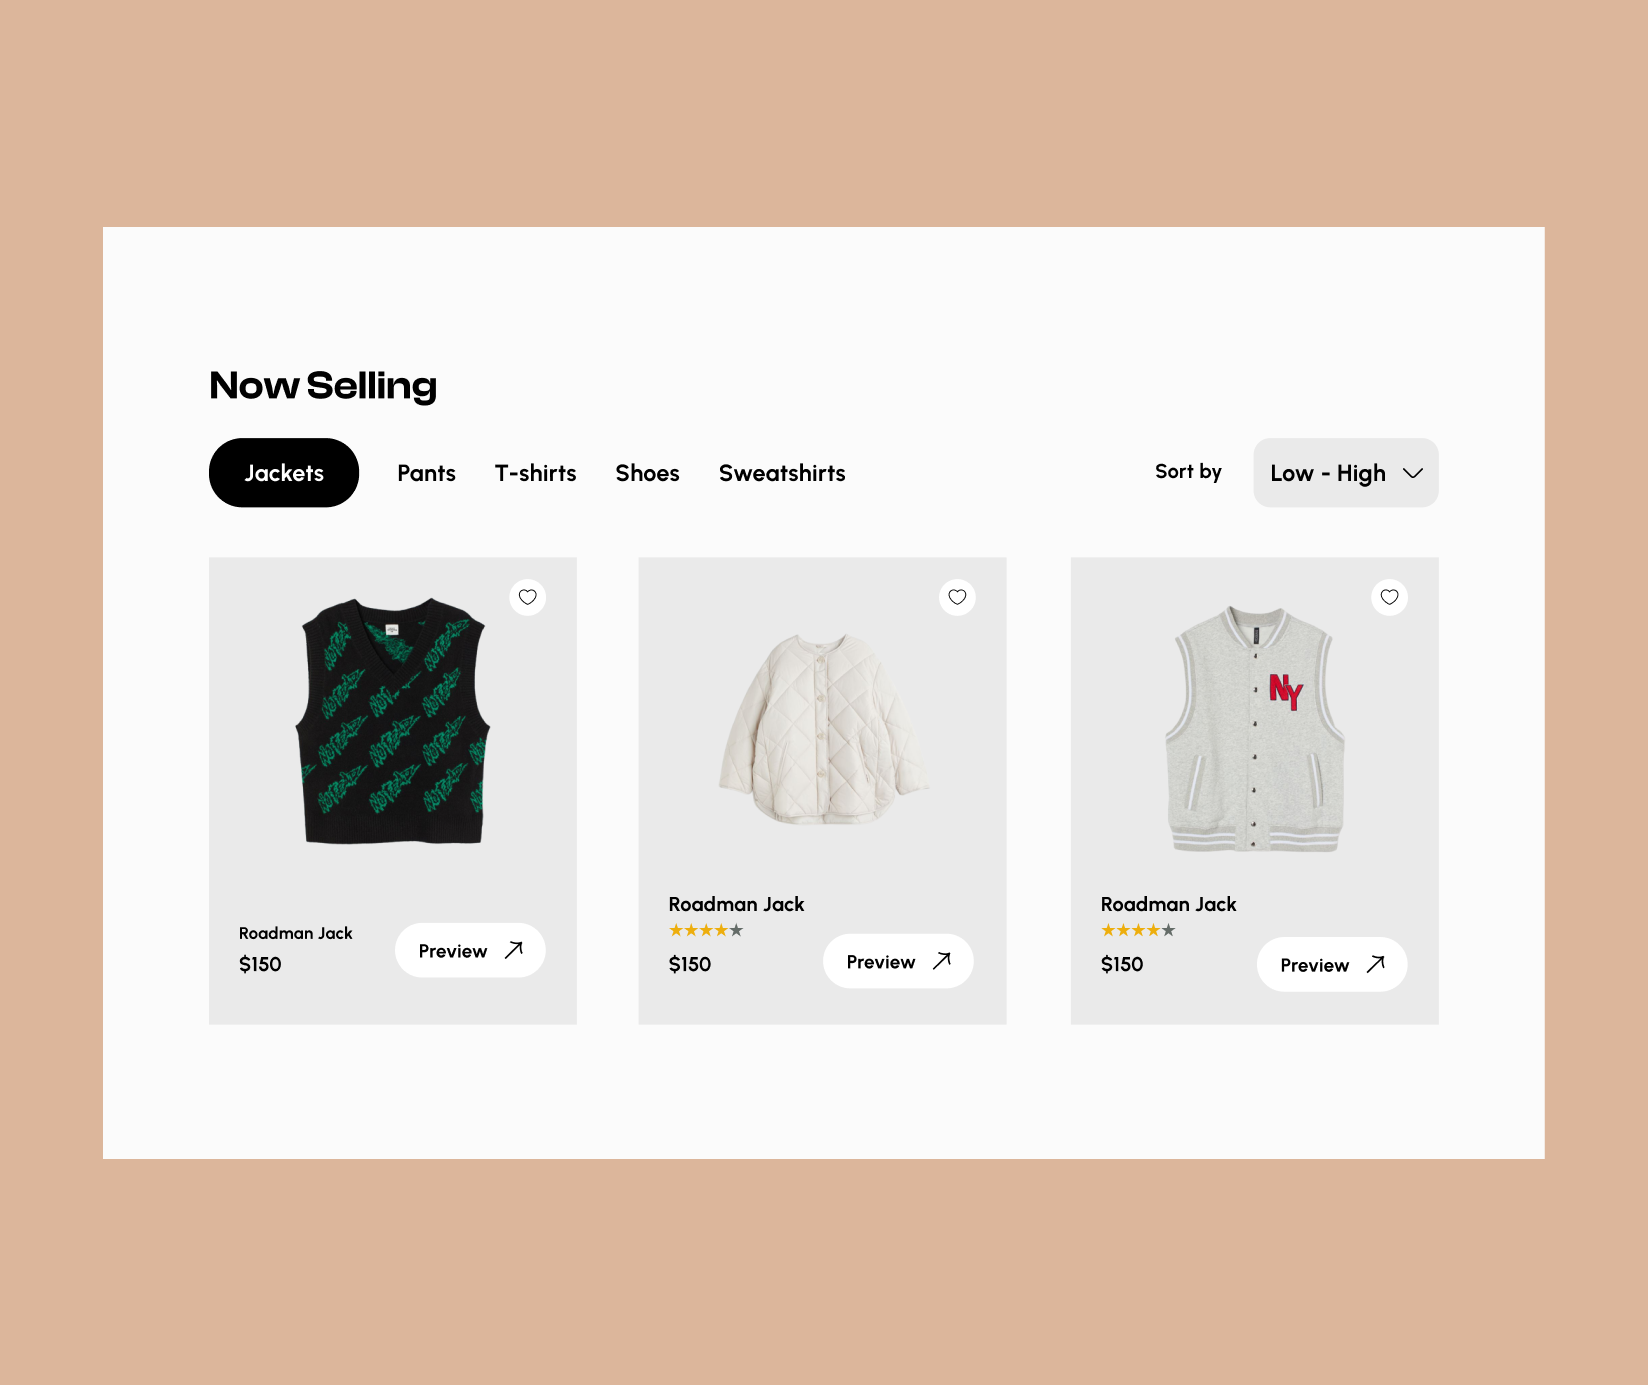 Now Selling
Jackets
Pants
T-shirts
Shoes
Sweatshirts
Sort by
Low - High
NY
Roadman Jack
$150
Preview
Roadman Jack
$150
Preview
Roadman Jack
$150
Preview